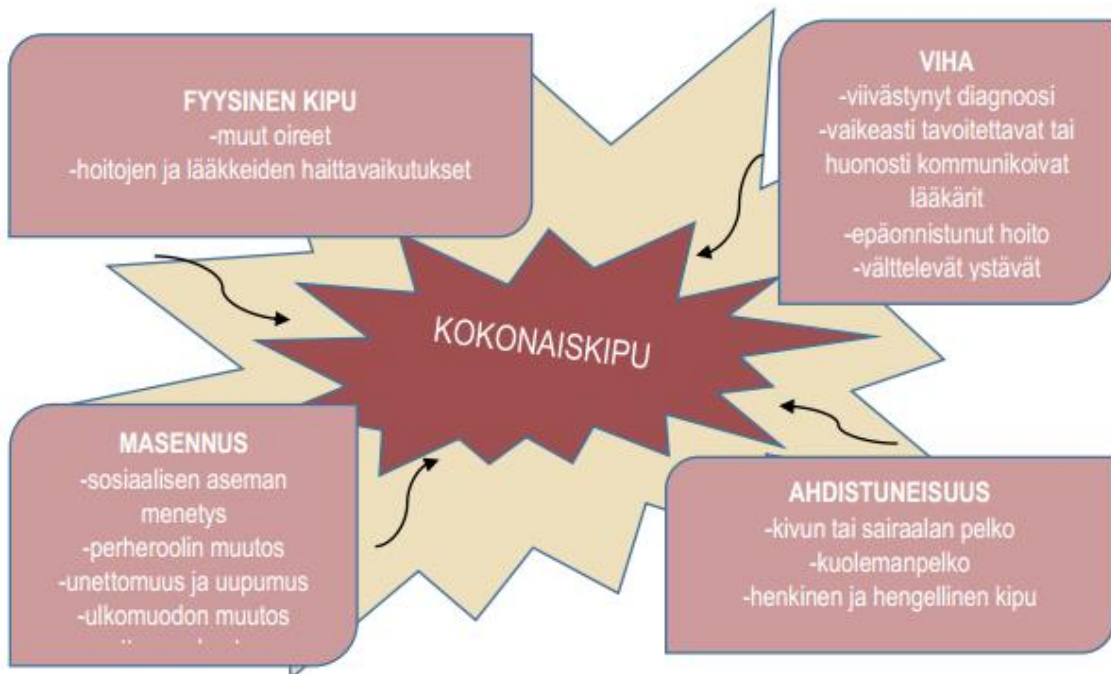 FYYSINEN KIPU
-muut oireet
-hoitojen ja lääkkeiden haittavaikutukset
VIHA
-viivästynyt diagnoosi
-vaikeasti tavoitettavat tai
huonosti kommunikoivat
lääkärit
-epäonnistunut hoito
-välttelevät ystävät
KOKONAISKIPU
MASENNUS
-sosiaalisen aseman
menetys
-perheroolin muutos
-unettomuus ja uupumus
-ulkomuodon muutos
AHDISTUNEISUUS
-kivun tai sairaalan pelko
-kuolemanpelko
-henkinen ja hengellinen kipu